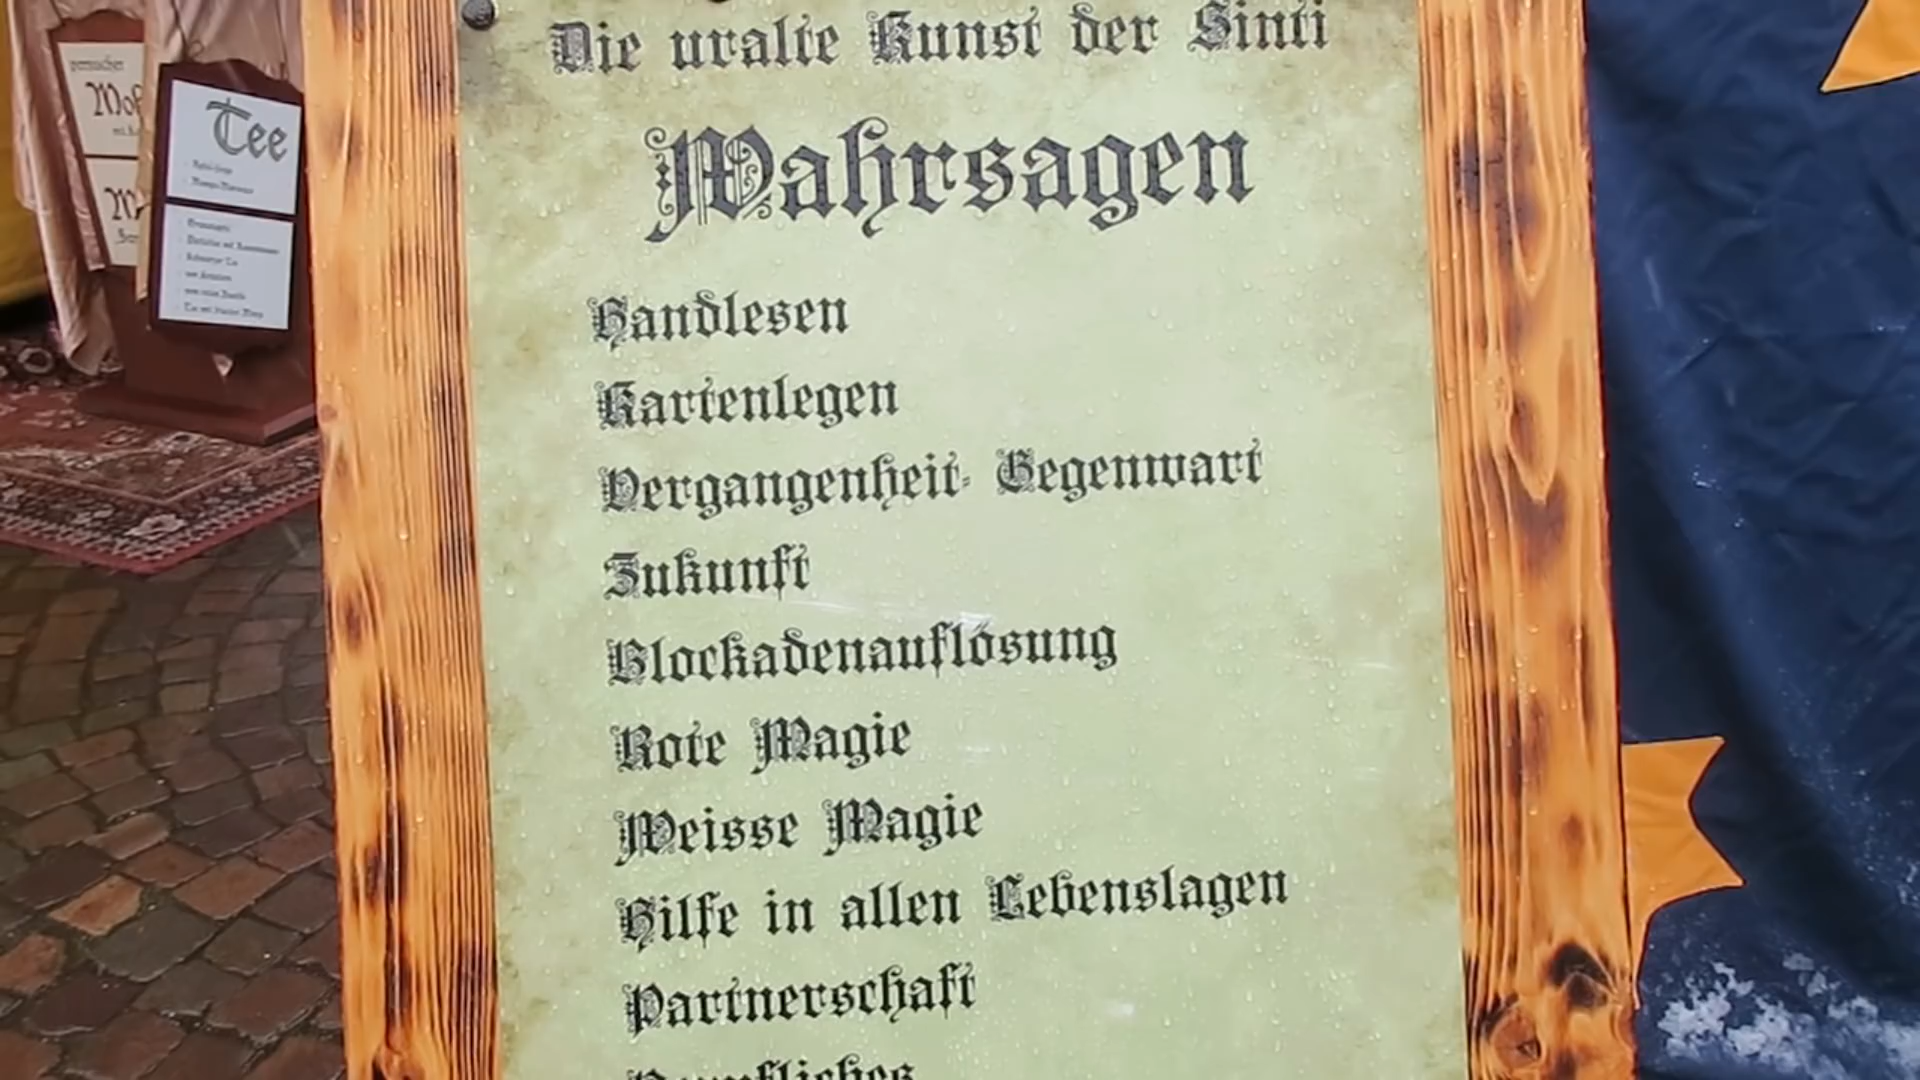 Die uralte Kunst der Sinti
Wahrsagen
Handlesen
Kartenlegen
Vergangenheit- Gegenwart
Zukunft
Blockadenauflösung
Rote Magie
Weisse Magie
Hilfe in allen Lebenslagen
Partnerschaft
Berufliches
Tee